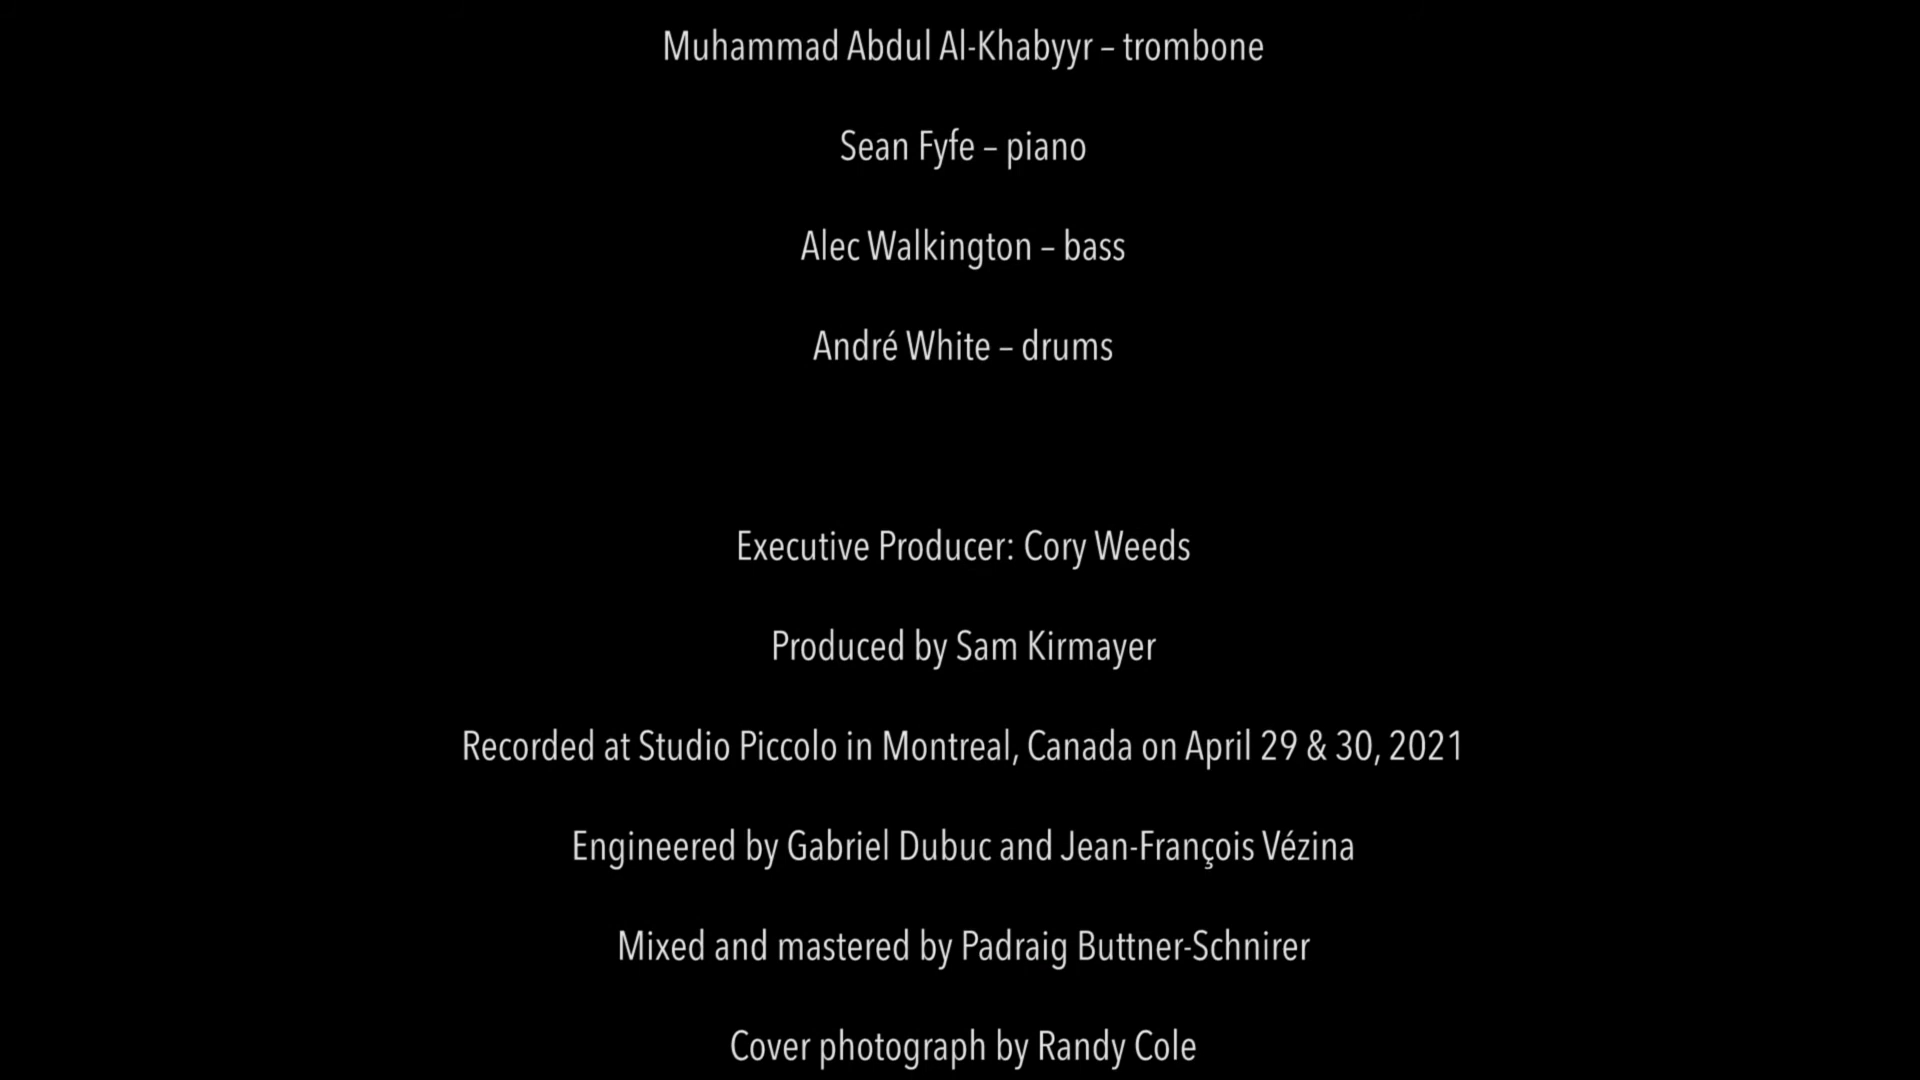 Muhammad Abdul Al-Khabyyr – trombone
Sean Fyfe – piano
Alec Walkington – bass
André White – drums
Executive Producer: Cory Weeds
Produced by Sam Kirmayer
Recorded at Studio Piccolo in Montreal, Canada on April 29 & 30, 2021
Engineered by Gabriel Dubuc and Jean-François Vézina
Mixed and mastered by Padraig Buttner-Schnirer
Cover photograph by Randy Cole